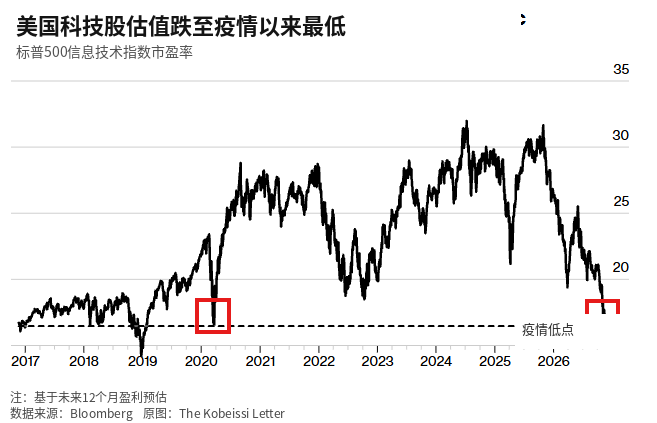 美国科技股估值跌至疫情以来最低
标普500信息技术指数市盈率
35
30
25
20
疫情低点
2017 2018 2019 2020 2021 2022 2023 2024 2025 2026
注：基于未来12个月盈利预估
数据来源：Bloomberg 原图：The Kobeissi Letter